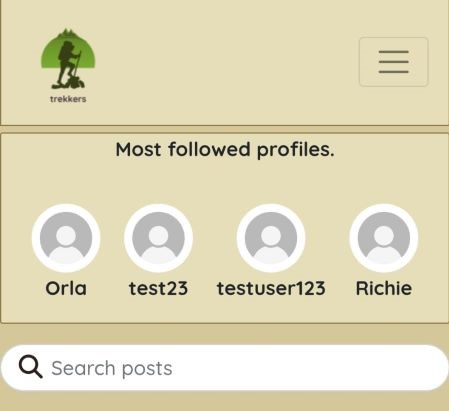 trekkers
Most followed profiles.
Orla test23 testuser123 Richie
Search posts